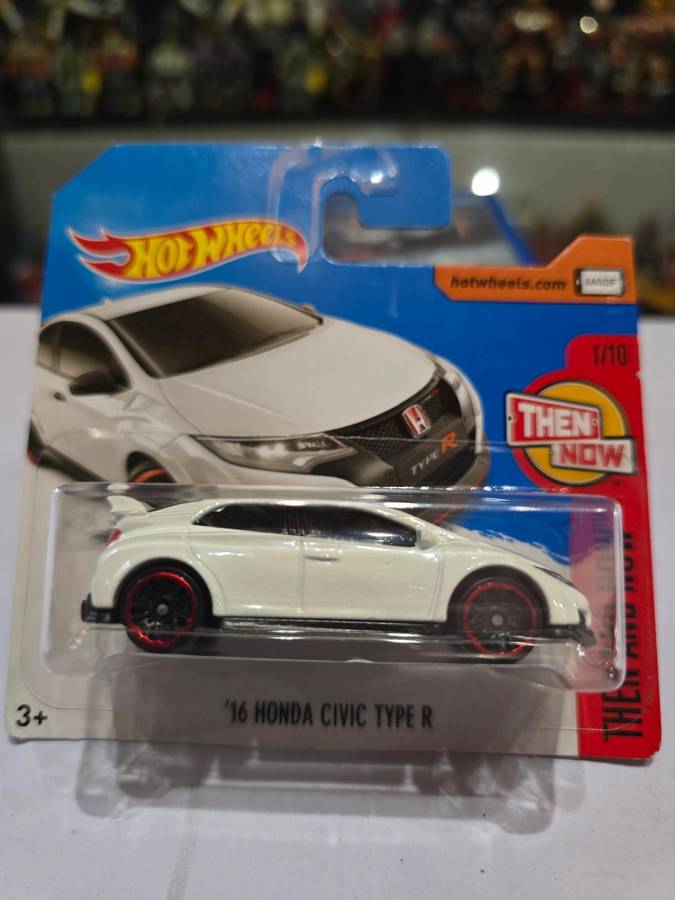 HOT WHEELS
hotwheels.com
1/10
THEN
NOW
TYPE R
3+
'16 HONDA CIVIC TYPE R
THEN AND NOW